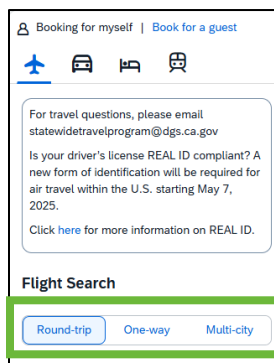 Booking for myself | Book for a guest
For travel questions, please email
statewidetravelprogram@dgs.ca.gov
Is your driver's license REAL ID compliant? A
new form of identification will be required for
air travel within the U.S. starting May 7,
2025.
Click here for more information on REAL ID.
Flight Search
Round-trip One-way Multi-city